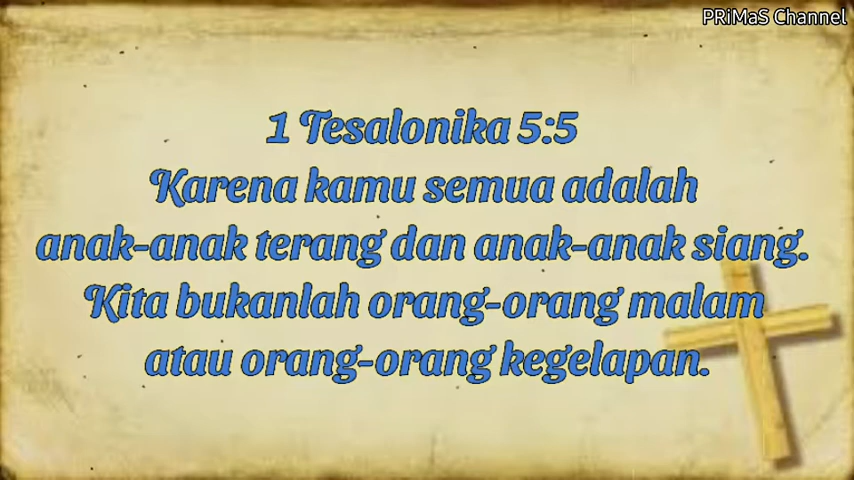 PRiMaS Channel
1 Tesalonika 5:5
Karena kamu semua adalah
anak-anak terang dan anak-anak siang.
Kita bukanlah orang-orang malam
atau orang-orang kegelapan.